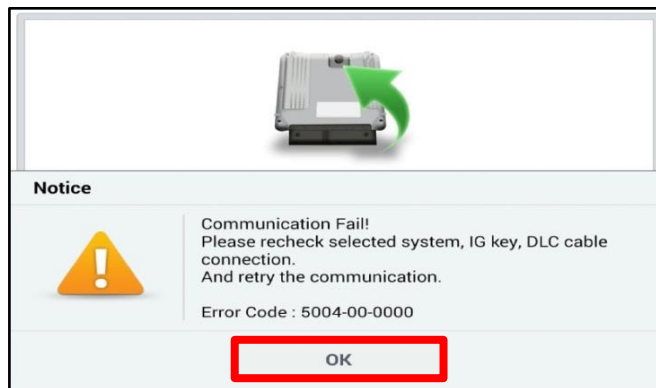 Notice
Communication Fail!
Please recheck selected system, IG key, DLC cable
connection.
And retry the communication.
Error Code : 5004-00-0000
OK